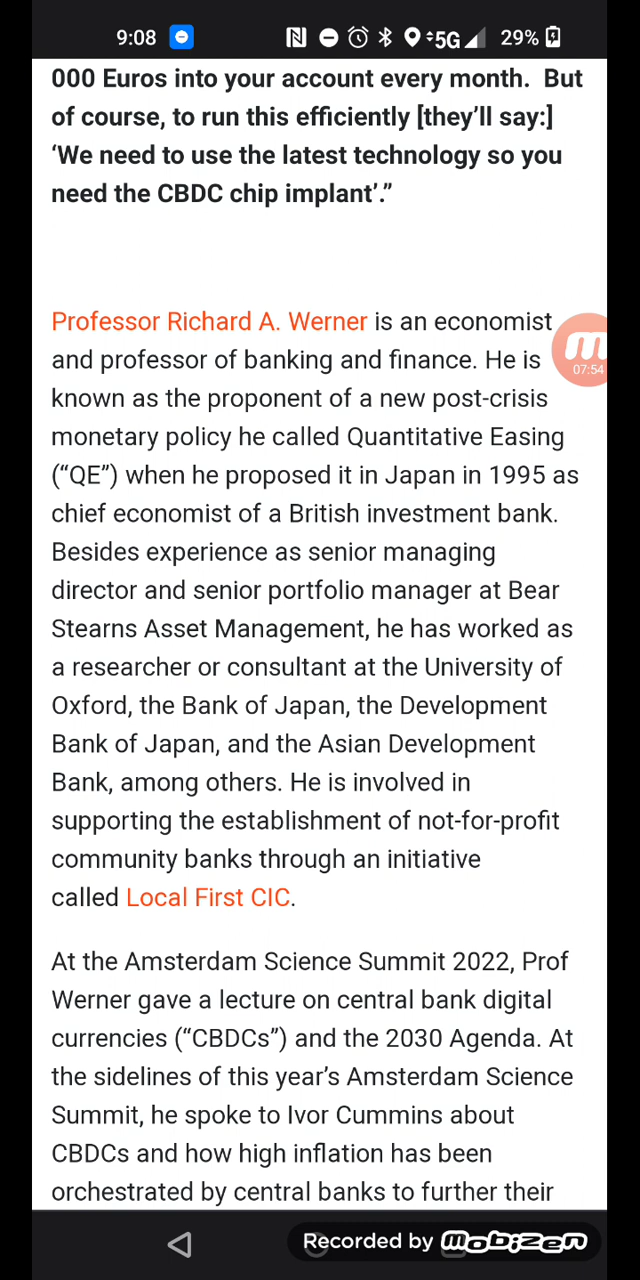 9:08 5G 29%
000 Euros into your account every month. But
of course, to run this efficiently [they’ll say:]
‘We need to use the latest technology so you
need the CBDC chip implant’.”
Professor Richard A. Werner is an economist
and professor of banking and finance. He is
m
known as the proponent of a new post-crisis
07:54
monetary policy he called Quantitative Easing
(“QE”) when he proposed it in Japan in 1995 as
chief economist of a British investment bank.
Besides experience as senior managing
director and senior portfolio manager at Bear
Stearns Asset Management, he has worked as
a researcher or consultant at the University of
Oxford, the Bank of Japan, the Development
Bank of Japan, and the Asian Development
Bank, among others. He is involved in
supporting the establishment of not-for-profit
community banks through an initiative
called Local First CIC.
At the Amsterdam Science Summit 2022, Prof
Werner gave a lecture on central bank digital
currencies (“CBDCs”) and the 2030 Agenda. At
the sidelines of this year’s Amsterdam Science
Summit, he spoke to Ivor Cummins about
CBDCs and how high inflation has been
orchestrated by central banks to further their
Recorded by mobizen